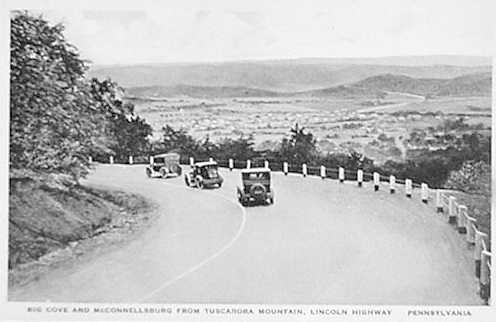 BIG COVE AND McCONNELLSBURG FROM TUSCARORA MOUNTAIN, LINCOLN HIGHWAY PENNSYLVANIA